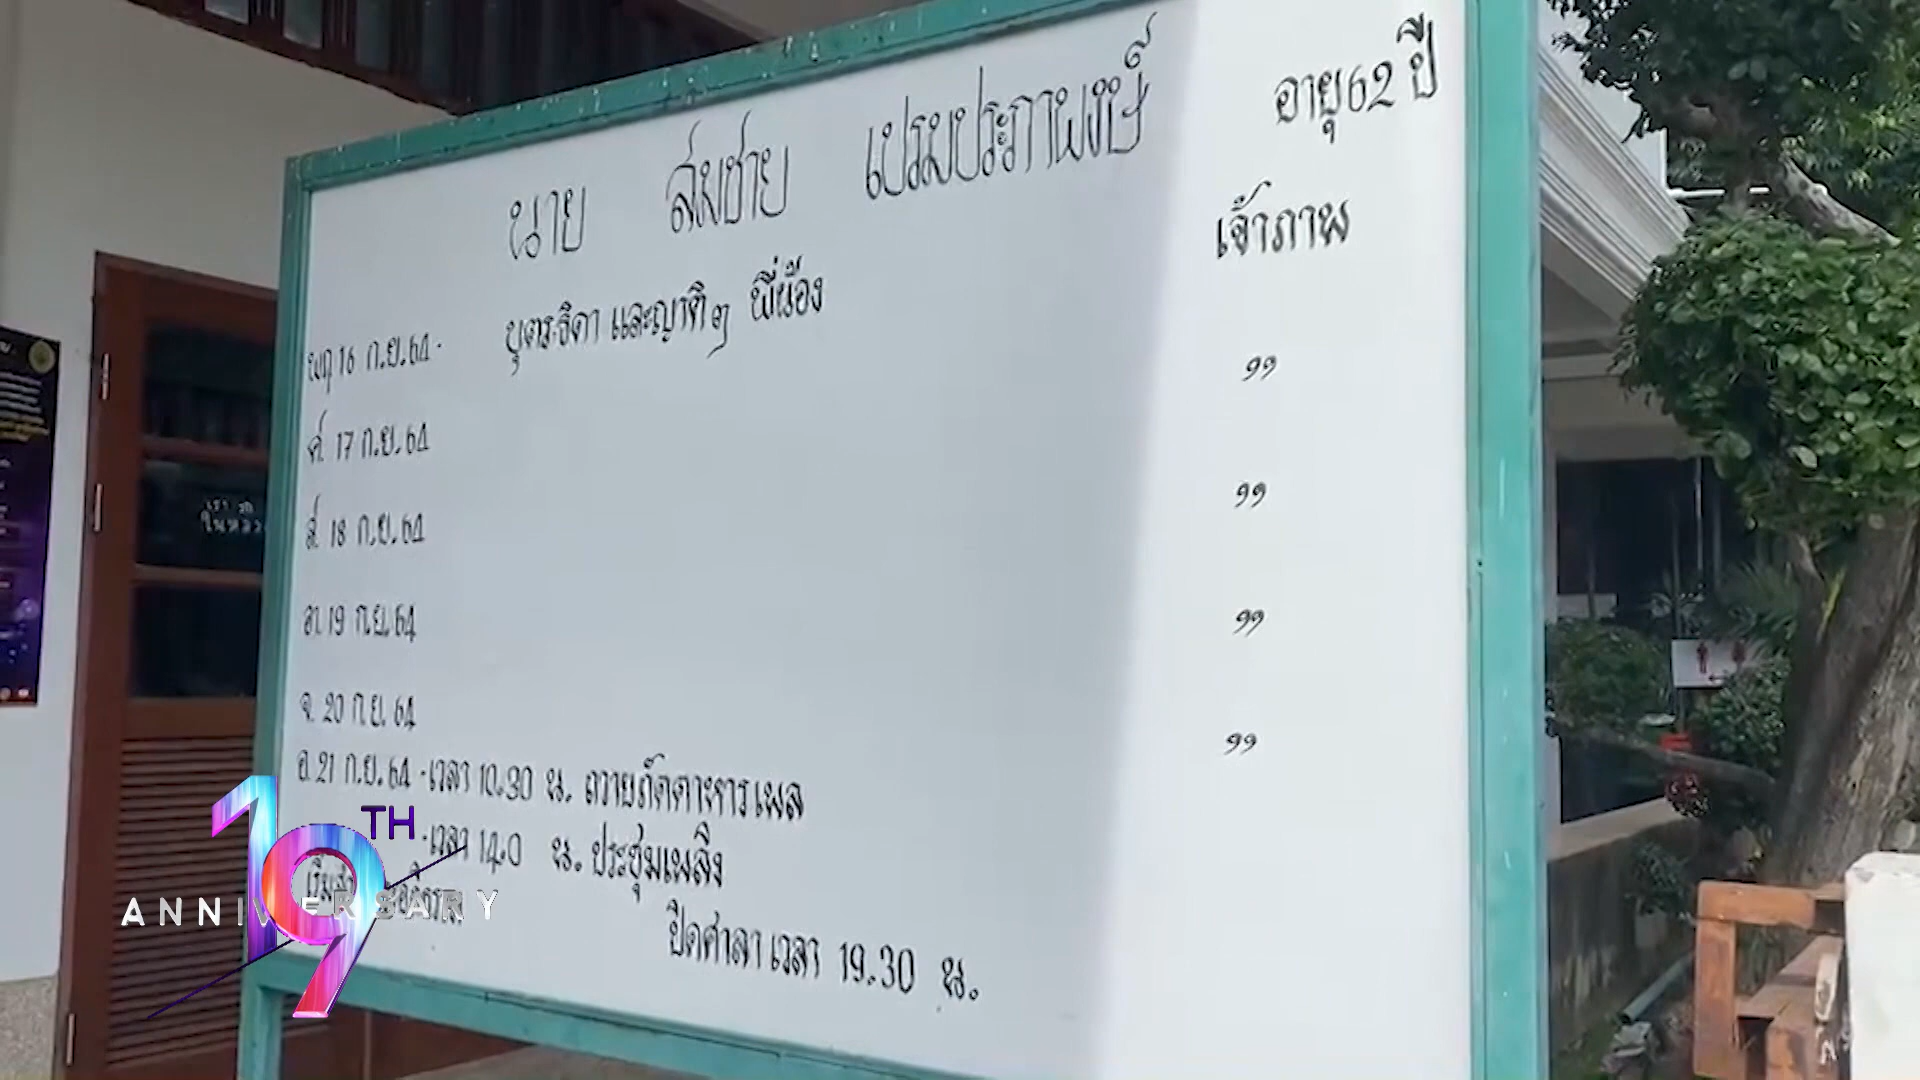 นาย สมชาย เปรมประภาพงษ์ อายุ 62 ปี
เจ้าภาพ
พฤ 16 ก.ย. 64 - บุตร-ธิดา และญาติๆ พี่น้อง
"
ศ. 17 ก.ย. 64
"
ส. 18 ก.ย. 64
"
อา. 19 ก.ย. 64
"
จ. 20 ก.ย. 64
อ. 21 ก.ย. 64 - เวลา 10.30 น. ถวายภัตตาหารเพล
- เวลา 14.0 น. ประชุมเพลิง
ปิดศาลา เวลา 19.30 น.
19TH
ANNIVERSARY